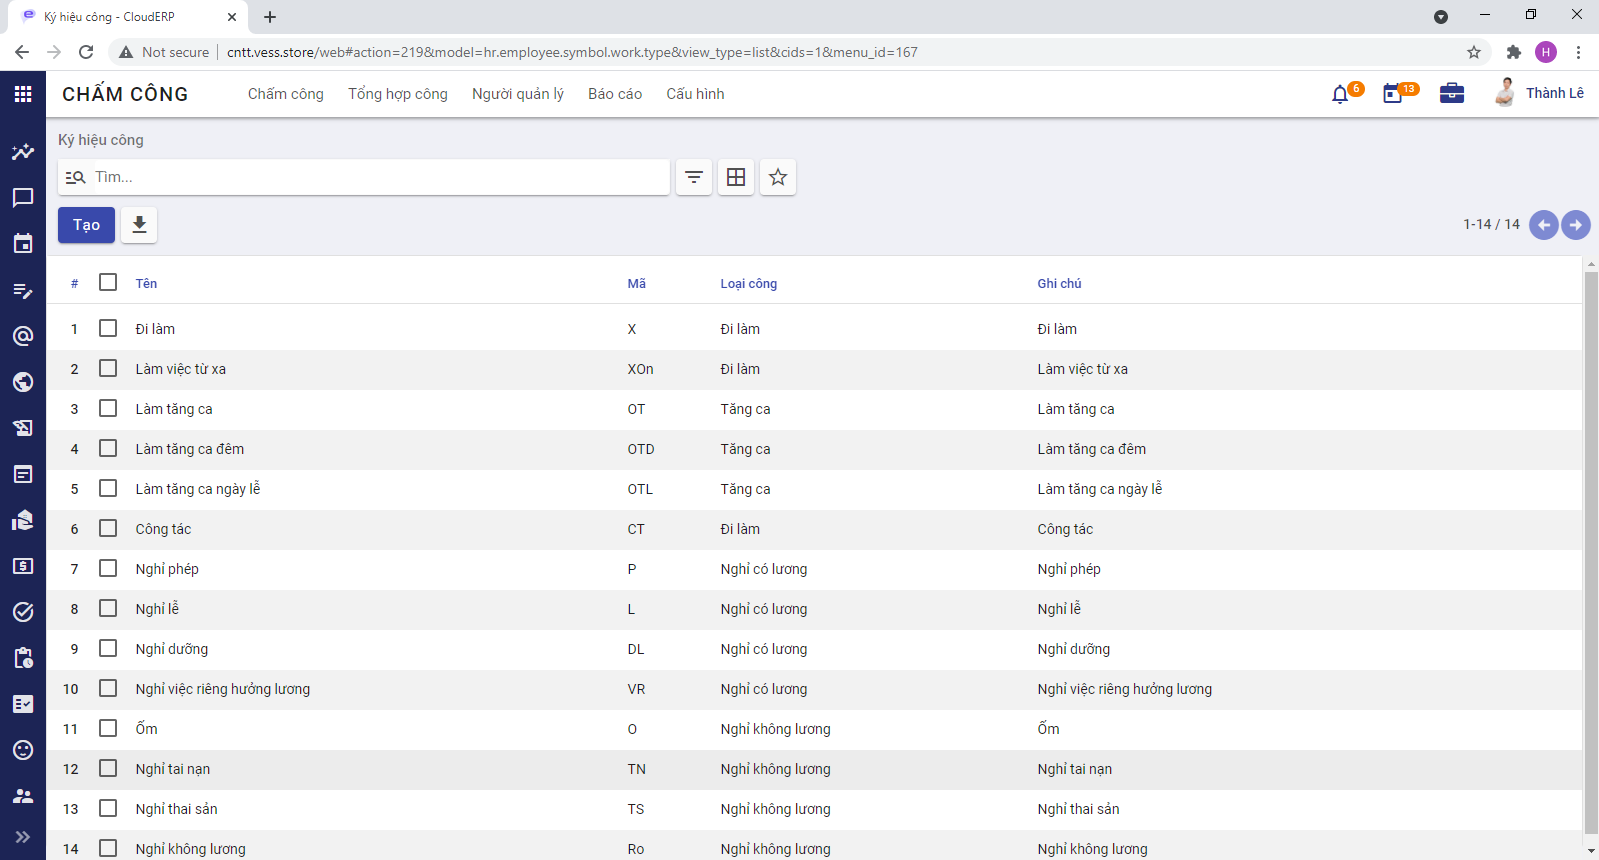 Ký hiệu công - CloudERP
Not secure cntt.vess.store/web#action=219&model=hr.employee.symbol.work.type&view_type=list&cids=1&menu_id=167
H
CHẤM CÔNG Chấm công Tổng hợp công Người quản lý Báo cáo Cấu hình 6 13 Thành Lê
Ký hiệu công
Tìm...
Tạo 1-14 / 14
# Tên Mã Loại công Ghi chú
1 Đi làm X Đi làm Đi làm
2 Làm việc từ xa XOn Đi làm Làm việc từ xa
3 Làm tăng ca OT Tăng ca Làm tăng ca
4 Làm tăng ca đêm OTD Tăng ca Làm tăng ca đêm
5 Làm tăng ca ngày lễ OTL Tăng ca Làm tăng ca ngày lễ
6 Công tác CT Đi làm Công tác
7 Nghỉ phép P Nghỉ có lương Nghỉ phép
8 Nghỉ lễ L Nghỉ có lương Nghỉ lễ
9 Nghỉ dưỡng DL Nghỉ có lương Nghỉ dưỡng
10 Nghỉ việc riêng hưởng lương VR Nghỉ có lương Nghỉ việc riêng hưởng lương
11 Ốm O Nghỉ không lương Ốm
12 Nghỉ tai nạn TN Nghỉ không lương Nghỉ tai nạn
13 Nghỉ thai sản TS Nghỉ không lương Nghỉ thai sản
14 Nghỉ không lương Ro Nghỉ không lương Nghỉ không lương